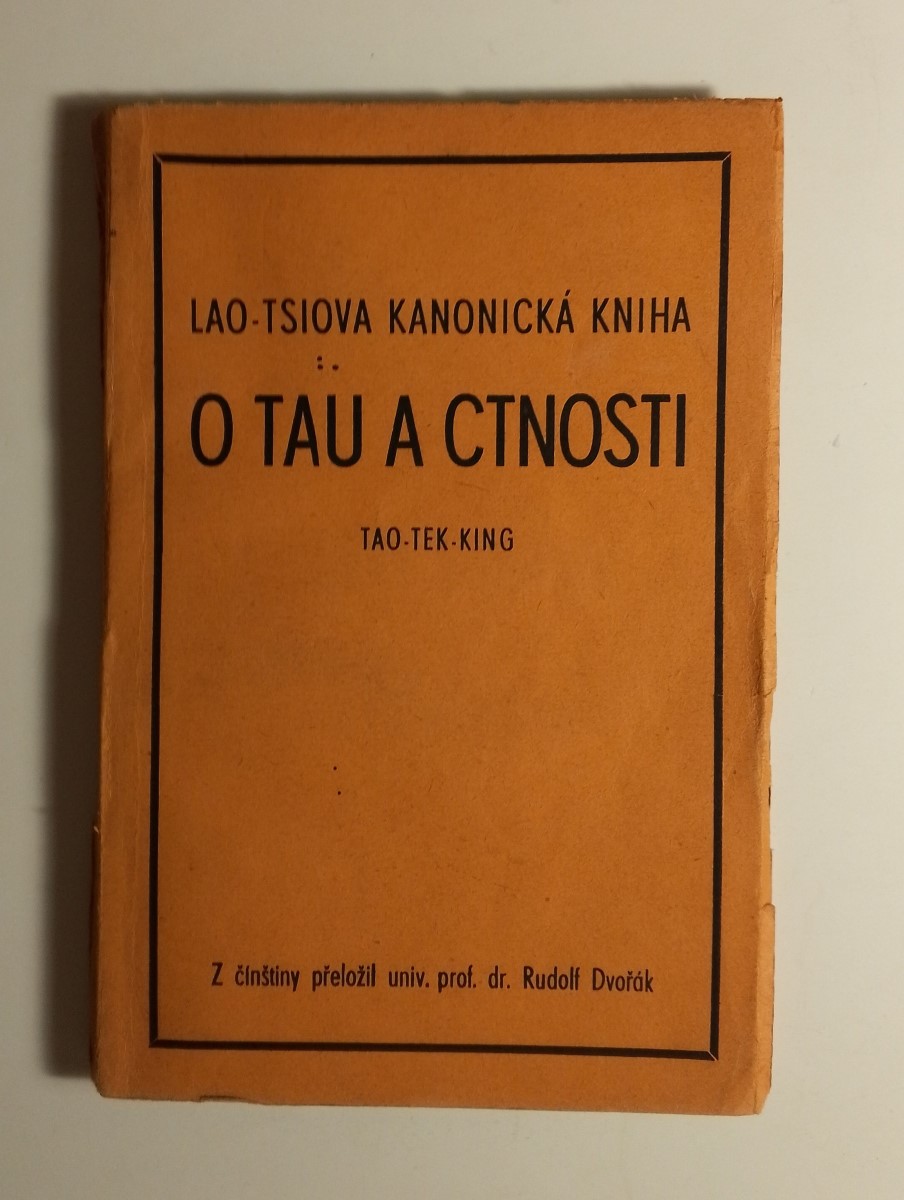 LAO-TSIOVA KANONICKÁ KNIHA
O TAU A CTNOSTI
TAO-TEK-KING
Z čínštiny přeložil univ. prof. dr. Rudolf Dvořák